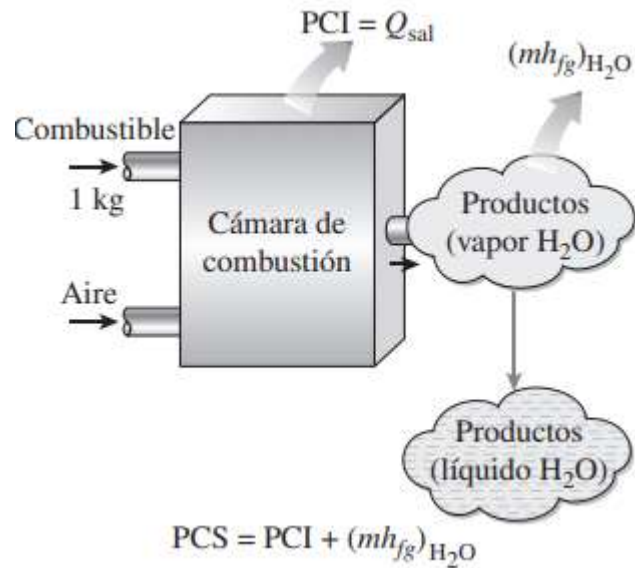 PCI = Q_sal
(mh_fg)_H₂O
Combustible
1 kg
Cámara de
combustión
Productos
(vapor H₂O)
Aire
Productos
(líquido H₂O)
PCS = PCI + (mh_fg)_H₂O